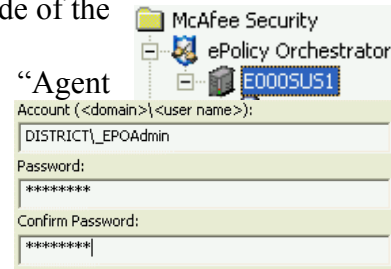 de of the
McAfee Security
ePolicy Orchestrator
E000SUS1
“Agent
Account (<domain>\<user name>):
DISTRICT\_EPOAdmin
Password:
********
Confirm Password:
********